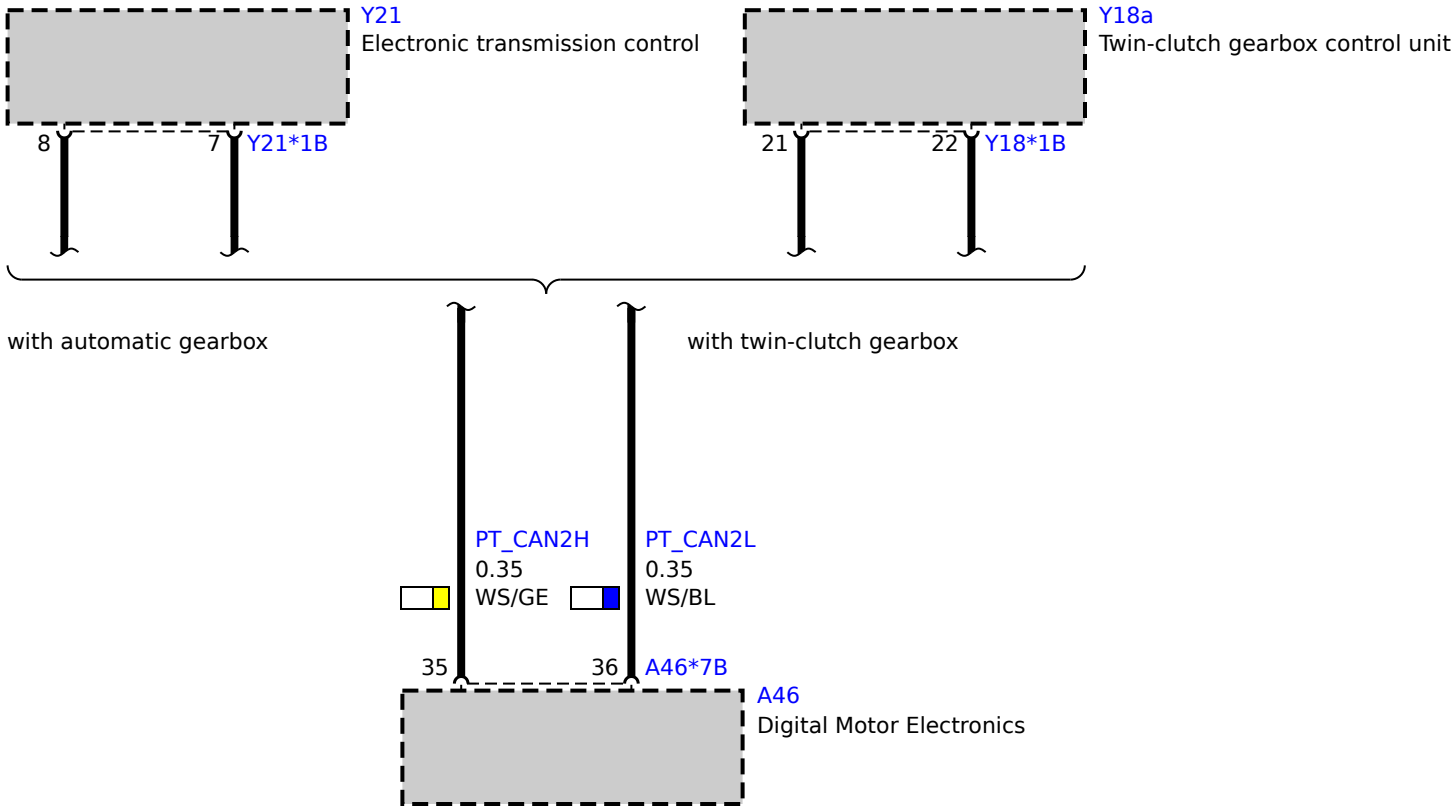 Y21
Electronic transmission control
Y18a
Twin-clutch gearbox control unit
8
7
Y21*1B
21
22
Y18*1B
with automatic gearbox
with twin-clutch gearbox
PT_CAN2H
0.35
WS/GE
PT_CAN2L
0.35
WS/BL
35
36
A46*7B
A46
Digital Motor Electronics